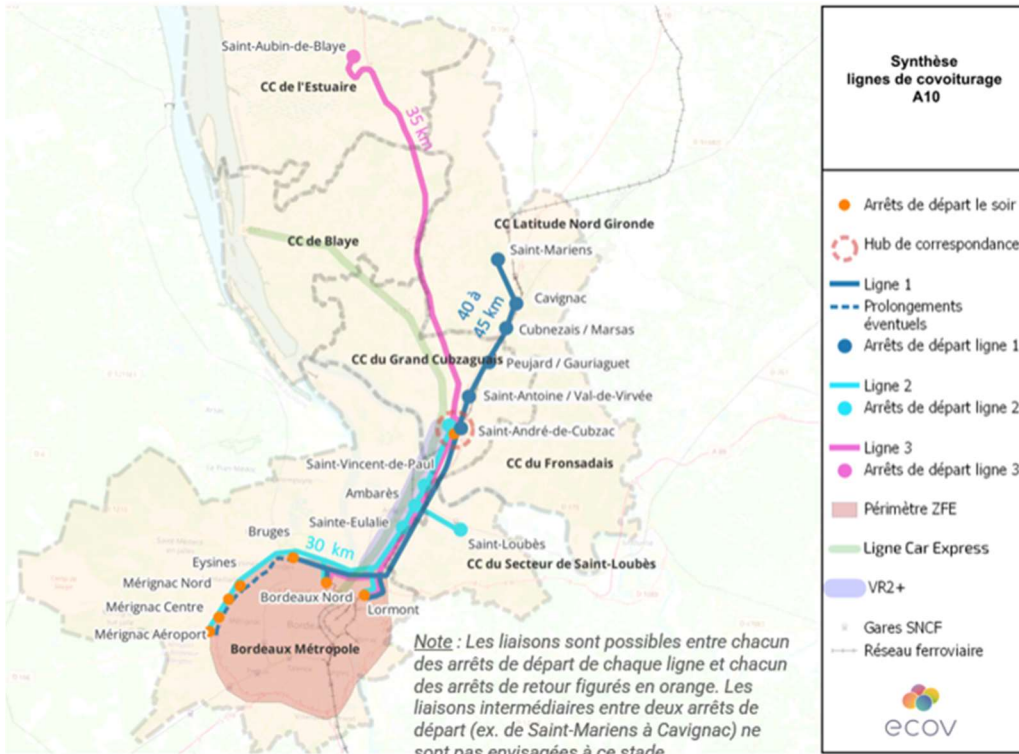 Saint-Aubin-de-Blaye
CC de l'Estuaire
35 km
CC Latitude Nord Gironde
CC de Blaye
Saint-Mariens
40 à
45 km
Cavignac
Cubnezais / Marsas
CC du Grand Cubzaguais
Peujard / Gauriaguet
Saint-Antoine / Val-de-Virvée
Saint-André-de-Cubzac
Saint-Vincent-de-Paul
CC du Fronsadais
Ambarès
Sainte-Eulalie
Bruges
30 km
Saint-Loubès
Eysines
CC du Secteur de Saint-Loubès
Mérignac Nord
Bordeaux Nord
Mérignac Centre
Lormont
Mérignac Aéroport
Bordeaux Métropole
Note : Les liaisons sont possibles entre chacun
des arrêts de départ de chaque ligne et chacun
des arrêts de retour figurés en orange. Les
liaisons intermédiaires entre deux arrêts de
départ (ex. de Saint-Mariens à Cavignac) ne
sont pas envisagées à ce stade
Synthèse
lignes de covoiturage
A10
Arrêts de départ le soir
Hub de correspondance
Ligne 1
Prolongements
éventuels
Arrêts de départ ligne 1
Ligne 2
Arrêts de départ ligne 2
Ligne 3
Arrêts de départ ligne 3
Périmètre ZFE
Ligne Car Express
VR2+
Gares SNCF
Réseau ferroviaire
ecov